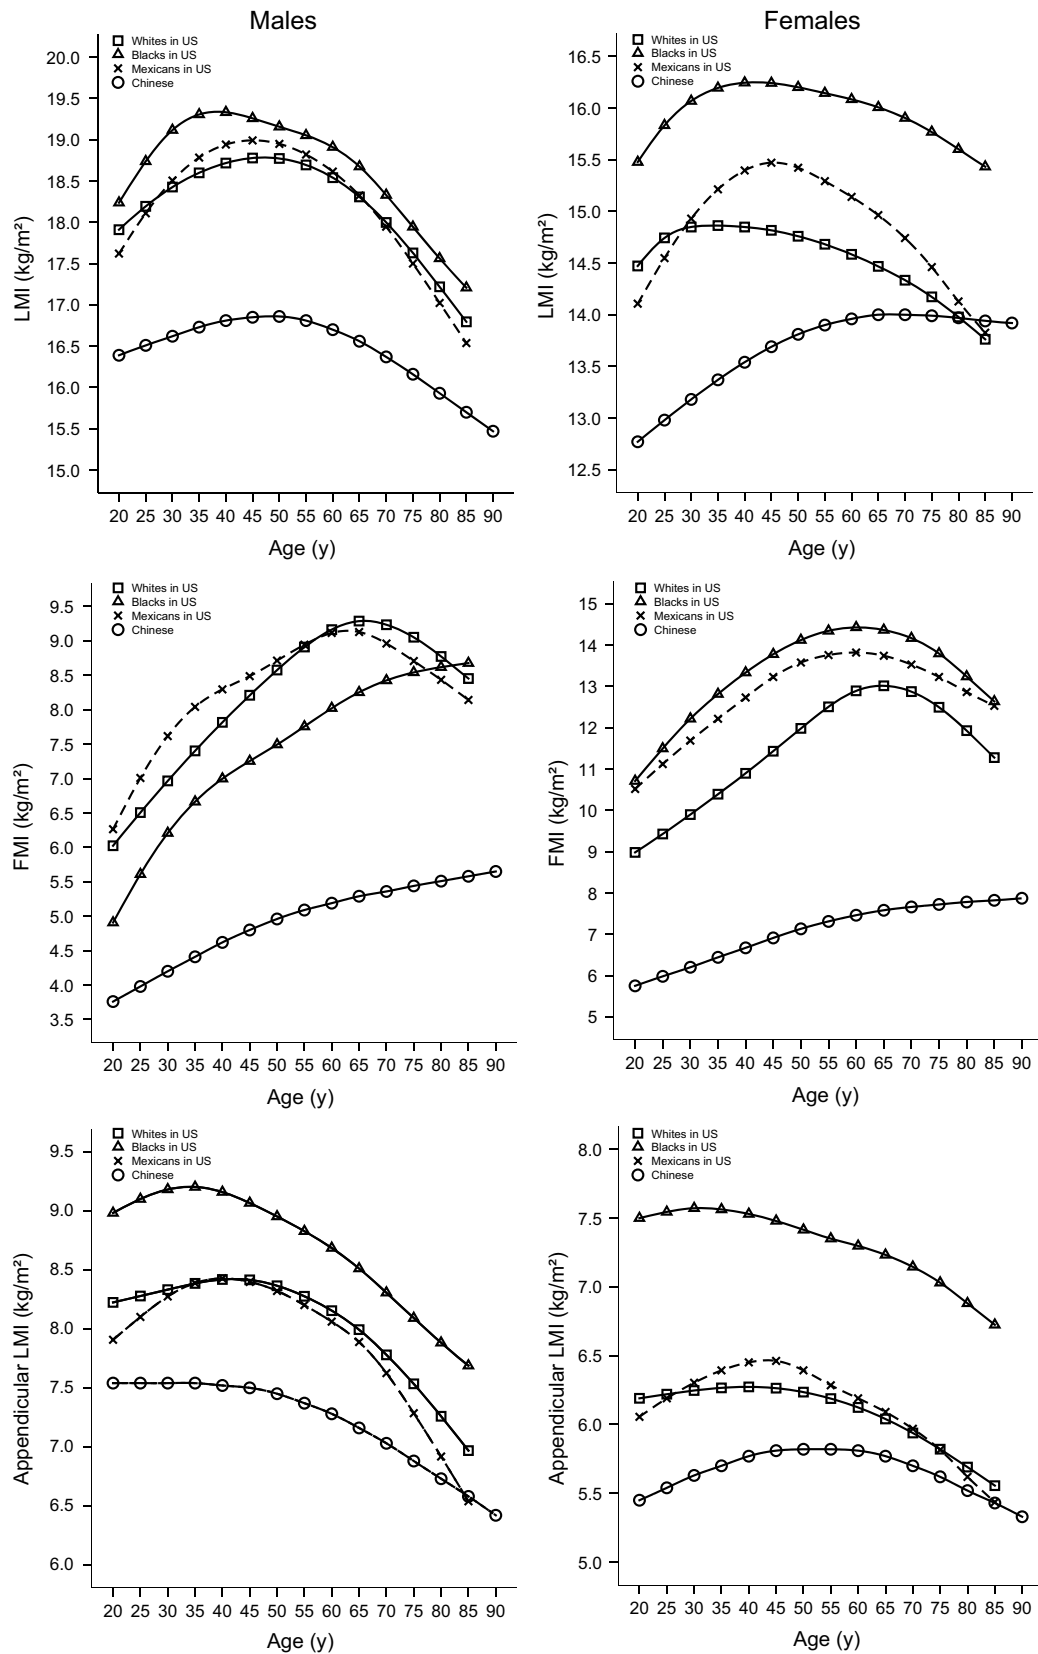 Males
Whites in US
Blacks in US
Mexicans in US
Chinese
LMI (kg/m²)
20.0
19.5
19.0
18.5
18.0
17.5
17.0
16.5
16.0
15.5
15.0
20 25 30 35 40 45 50 55 60 65 70 75 80 85 90
Age (y)
Females
Whites in US
Blacks in US
Mexicans in US
Chinese
LMI (kg/m²)
16.5
16.0
15.5
15.0
14.5
14.0
13.5
13.0
12.5
20 25 30 35 40 45 50 55 60 65 70 75 80 85 90
Age (y)
Whites in US
Blacks in US
Mexicans in US
Chinese
FMI (kg/m²)
9.5
9.0
8.5
8.0
7.5
7.0
6.5
6.0
5.5
5.0
4.5
4.0
3.5
20 25 30 35 40 45 50 55 60 65 70 75 80 85 90
Age (y)
Whites in US
Blacks in US
Mexicans in US
Chinese
FMI (kg/m²)
15
14
13
12
11
10
9
8
7
6
5
20 25 30 35 40 45 50 55 60 65 70 75 80 85 90
Age (y)
Whites in US
Blacks in US
Mexicans in US
Chinese
Appendicular LMI (kg/m²)
9.5
9.0
8.5
8.0
7.5
7.0
6.5
6.0
20 25 30 35 40 45 50 55 60 65 70 75 80 85 90
Age (y)
Whites in US
Blacks in US
Mexicans in US
Chinese
Appendicular LMI (kg/m²)
8.0
7.5
7.0
6.5
6.0
5.5
5.0
20 25 30 35 40 45 50 55 60 65 70 75 80 85 90
Age (y)